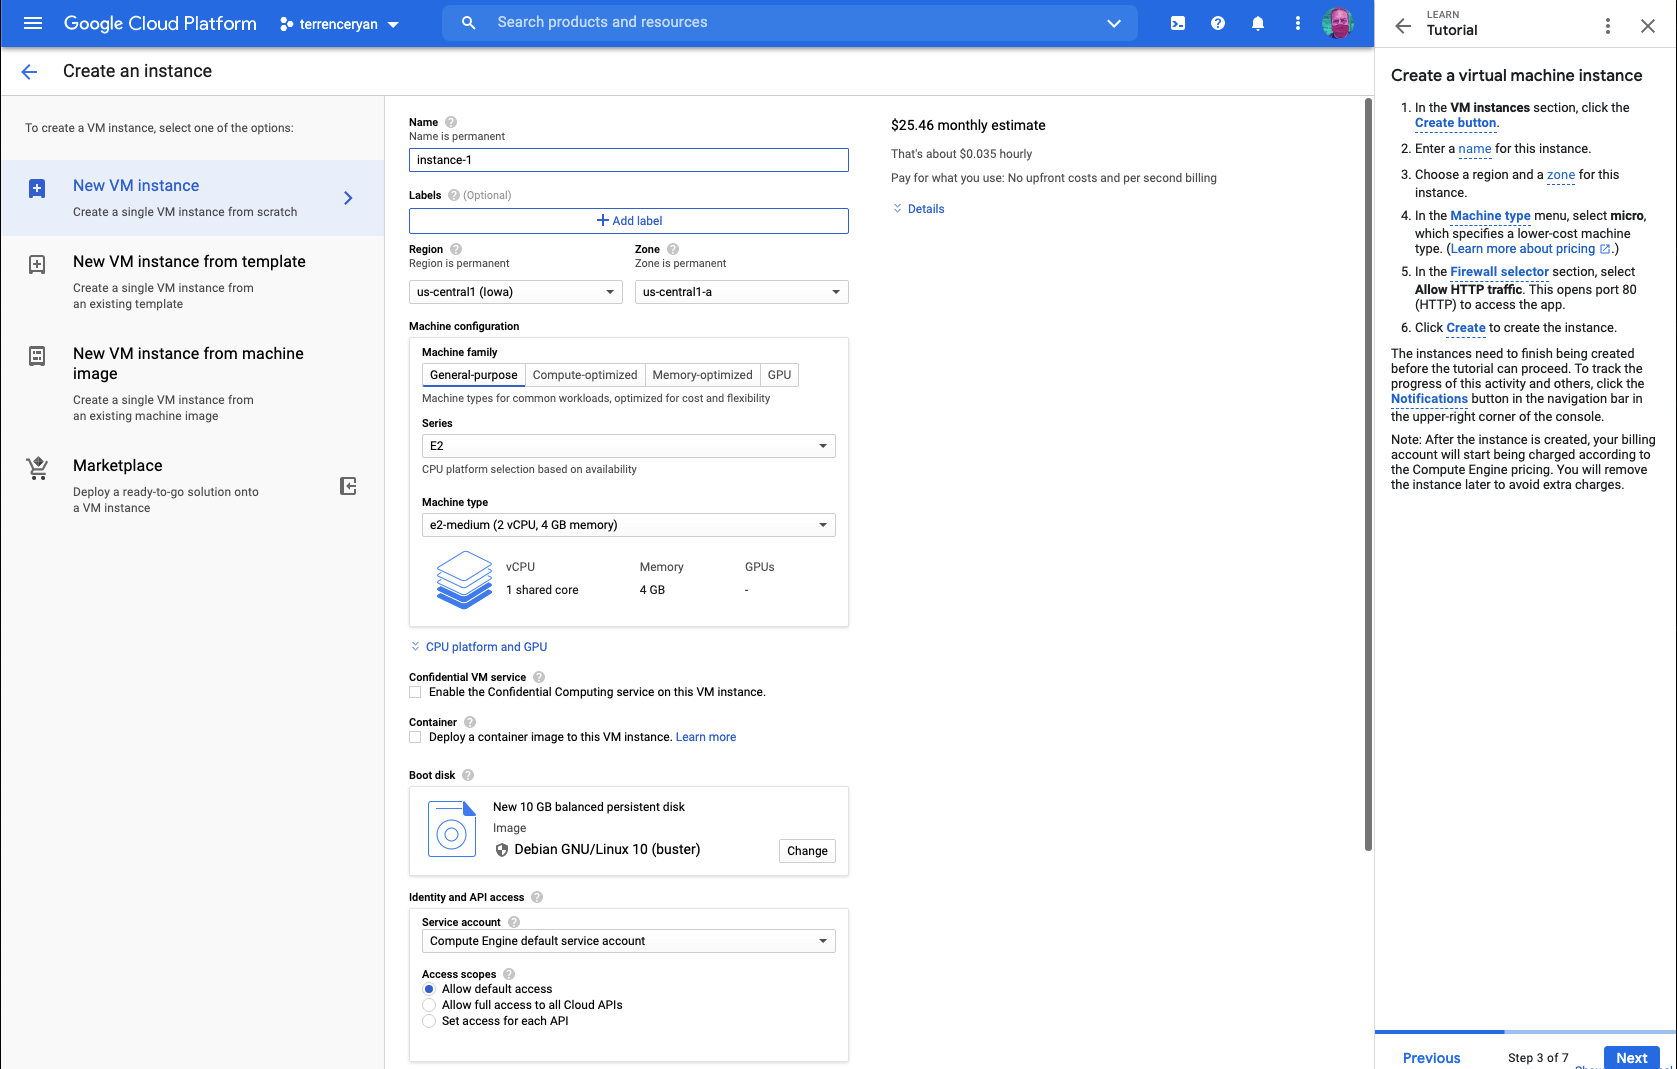 Google Cloud Platform
terrenceryan
Search products and resources
Create an instance
To create a VM instance, select one of the options:
New VM instance
Create a single VM instance from scratch
New VM instance from template
Create a single VM instance from
an existing template
New VM instance from machine
image
Create a single VM instance from
an existing machine image
Marketplace
Deploy a ready-to-go solution onto
a VM instance
Name
Name is permanent
instance-1
Labels (Optional)
Add label
Region
Region is permanent
us-central1 (Iowa)
Zone
Zone is permanent
us-central1-a
Machine configuration
Machine family
General-purpose Compute-optimized Memory-optimized GPU
Machine types for common workloads, optimized for cost and flexibility
Series
E2
CPU platform selection based on availability
Machine type
e2-medium (2 vCPU, 4 GB memory)
vCPU Memory GPUs
1 shared core 4 GB -
CPU platform and GPU
Confidential VM service
Enable the Confidential Computing service on this VM instance.
Container
Deploy a container image to this VM instance. Learn more
Boot disk
New 10 GB balanced persistent disk
Image
Debian GNU/Linux 10 (buster)
Change
Identity and API access
Service account
Compute Engine default service account
Access scopes
Allow default access
Allow full access to all Cloud APIs
Set access for each API
$25.46 monthly estimate
That's about $0.035 hourly
Pay for what you use: No upfront costs and per second billing
Details
LEARN
Tutorial
Create a virtual machine instance
1. In the VM instances section, click the
Create button.
2. Enter a name for this instance.
3. Choose a region and a zone for this
instance.
4. In the Machine type menu, select micro,
which specifies a lower-cost machine
type. (Learn more about pricing .)
5. In the Firewall selector section, select
Allow HTTP traffic. This opens port 80
(HTTP) to access the app.
6. Click Create to create the instance.
The instances need to finish being created
before the tutorial can proceed. To track the
progress of this activity and others, click the
Notifications button in the navigation bar in
the upper-right corner of the console.
Note: After the instance is created, your billing
account will start being charged according to
the Compute Engine pricing. You will remove
the instance later to avoid extra charges.
Previous
Step 3 of 7
Next